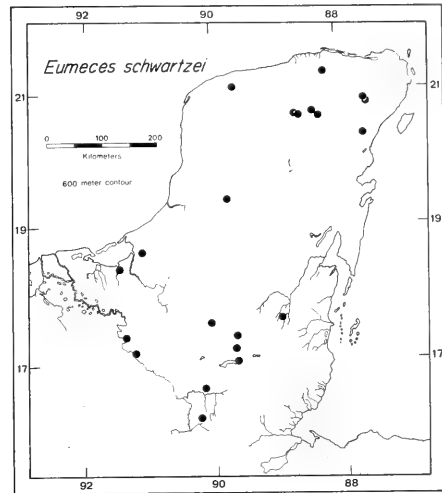 92 90 88
Eumeces schwartzei
21 21
0 100 200
Kilometers
600 meter contour
19 19
17 17
92 90 88